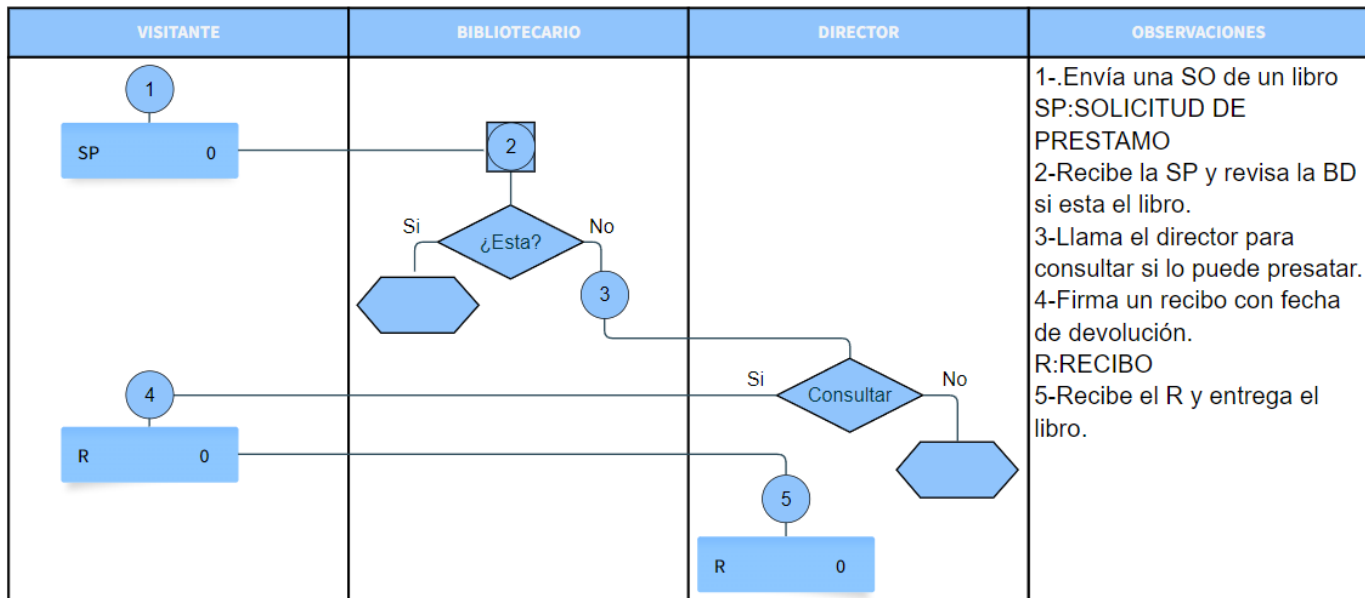 VISITANTE
BIBLIOTECARIO
DIRECTOR
OBSERVACIONES
1
SP 0
2
¿Esta?
Si
No
3
Consultar
Si
No
4
R 0
5
R 0
1-.Envía una SO de un libro
SP:SOLICITUD DE
PRESTAMO
2-Recibe la SP y revisa la BD
si esta el libro.
3-Llama el director para
consultar si lo puede presatar.
4-Firma un recibo con fecha
de devolución.
R:RECIBO
5-Recibe el R y entrega el
libro.